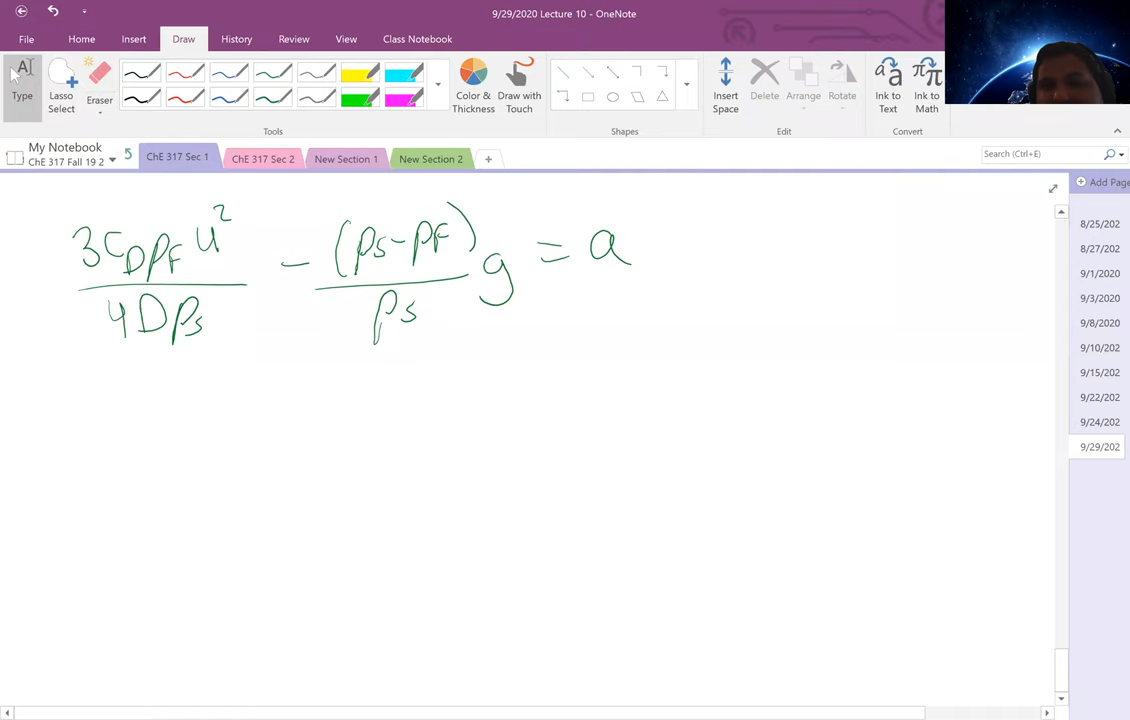 9/29/2020 Lecture 10 - OneNote
File Home Insert Draw History Review View Class Notebook
Type Lasso Select Eraser Color & Thickness Draw with Touch Insert Space Delete Arrange Rotate Ink to Text Ink to Math
Tools Shapes Edit Convert
My Notebook
ChE 317 Fall 19 2 ChE 317 Sec 1 ChE 317 Sec 2 New Section 1 New Section 2 + Search (Ctrl+E)
Add Page
3C_Dρ_F u² / 4Dρ_s − (ρ_s − ρ_F) / ρ_s g = a
8/25/202
8/27/202
9/1/2020
9/3/2020
9/8/2020
9/10/202
9/15/202
9/22/202
9/24/202
9/29/202